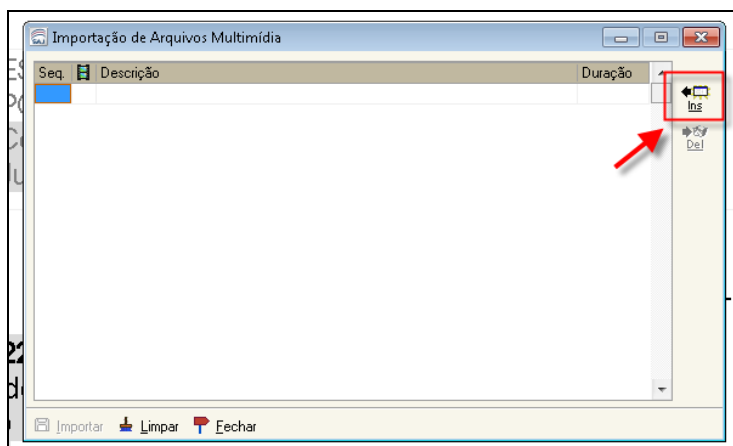 Importação de Arquivos Multimídia
Seq. Descrição Duração
Ins
Del
Importar Limpar Fechar